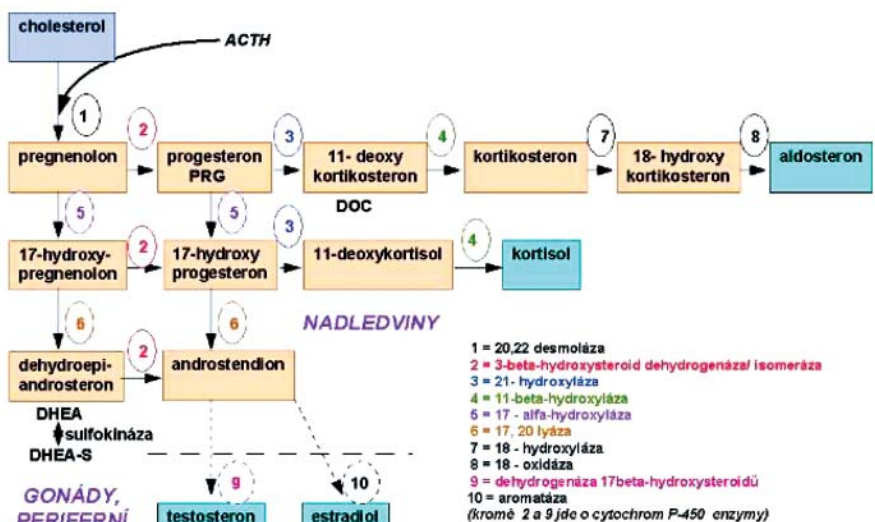 cholesterol
ACTH
1
2
3
4
7
8
pregnenolon
progesteron
PRG
11- deoxy
kortikosteron
kortikosteron
18- hydroxy
kortikosteron
aldosteron
DOC
5
5
2
3
4
17-hydroxy-
pregnenolon
17-hydroxy
progesteron
11-deoxykortisol
kortisol
6
6
NADLEDVINY
2
dehydroepi-
androsteron
androstendion
DHEA
sulfokináza
DHEA-S
1 = 20,22 desmoláza
2 = 3-beta-hydroxysteroid dehydrogenáza/ isomeráza
3 = 21- hydroxyláza
4 = 11-beta-hydroxyláza
5 = 17 - alfa-hydroxyláza
6 = 17, 20 lyáza
7 = 18 - hydroxyláza
8 = 18 - oxidáza
9 = dehydrogenáza 17beta-hydroxysteroidů
10 = aromatáza
(kromě 2 a 9 jde o cytochrom P-450 enzymy)
9
10
GONÁDY,
PERIFERNÍ
testosteron
estradiol